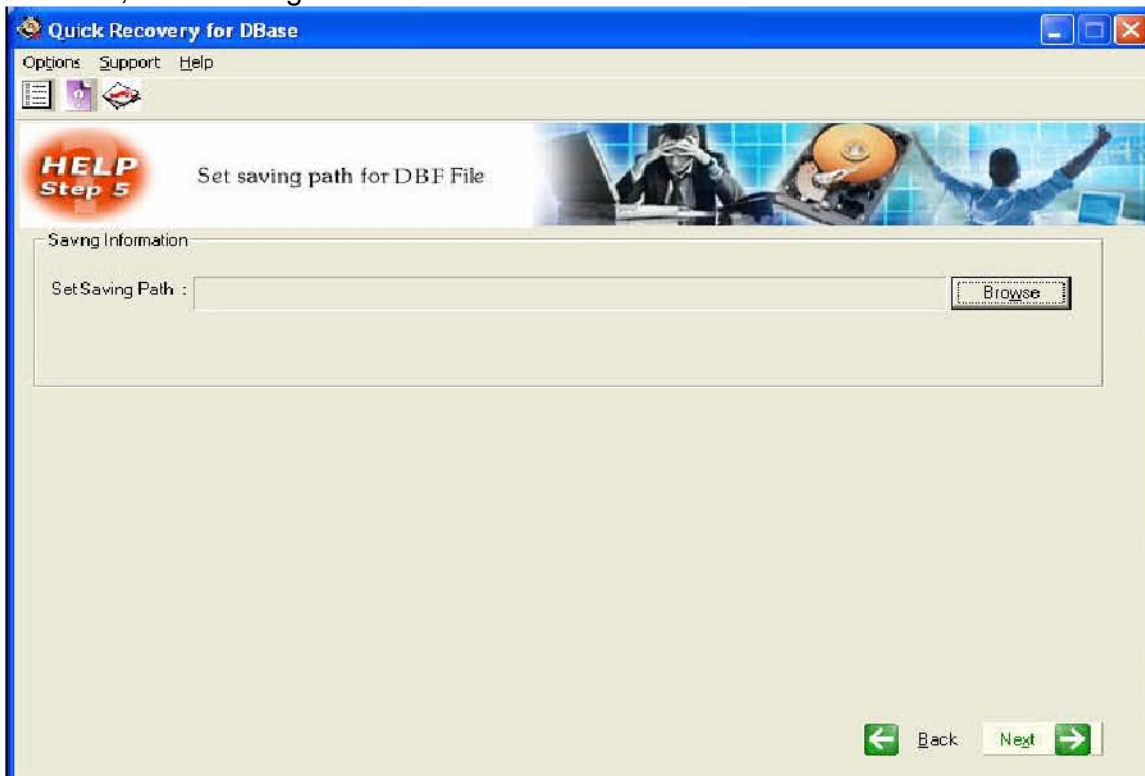 Quick Recovery for DBase
Options Support Help
HELP
Step 5
Set saving path for DBF File
Saving Information
Set Saving Path :
Browse
Back
Next